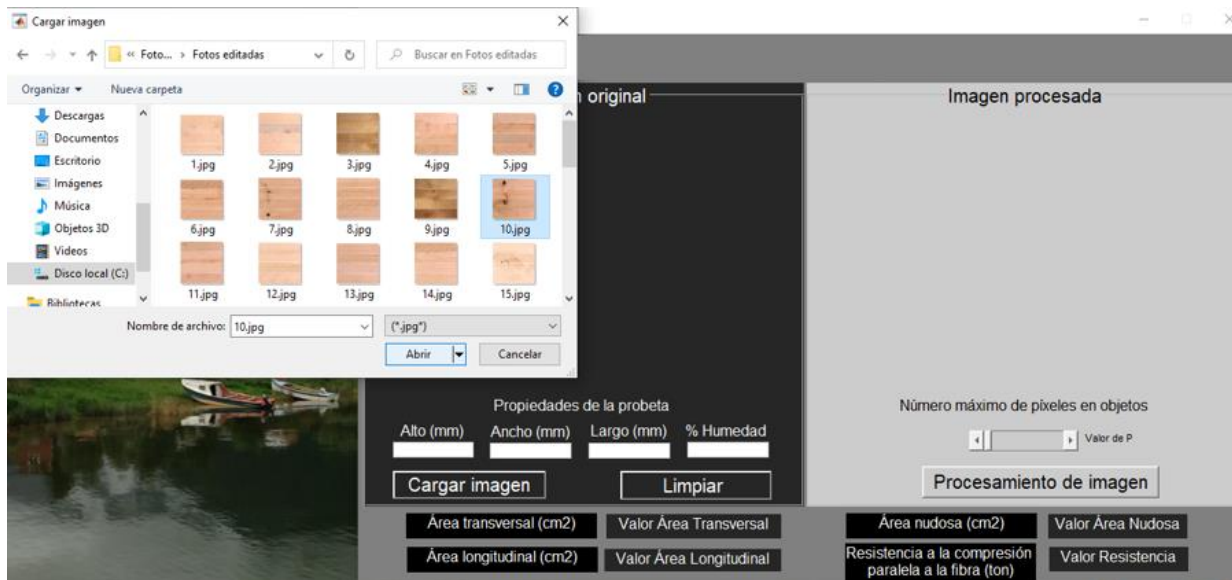 Cargar imagen
« Foto... › Fotos editadas
Buscar en Fotos editadas
Organizar
Nueva carpeta
Descargas
Documentos
Escritorio
Imágenes
Música
Objetos 3D
Videos
Disco local (C:)
Bibliotecas
1.jpg
2.jpg
3.jpg
4.jpg
5.jpg
6.jpg
7.jpg
8.jpg
9.jpg
10.jpg
11.jpg
12.jpg
13.jpg
14.jpg
15.jpg
Nombre de archivo:
10.jpg
(*.jpg*)
Abrir
Cancelar
original
Propiedades de la probeta
Alto (mm)
Ancho (mm)
Largo (mm)
% Humedad
Cargar imagen
Limpiar
Imagen procesada
Número máximo de píxeles en objetos
Valor de P
Procesamiento de imagen
Área transversal (cm2)
Valor Área Transversal
Área longitudinal (cm2)
Valor Área Longitudinal
Área nudosa (cm2)
Valor Área Nudosa
Resistencia a la compresión
paralela a la fibra (ton)
Valor Resistencia